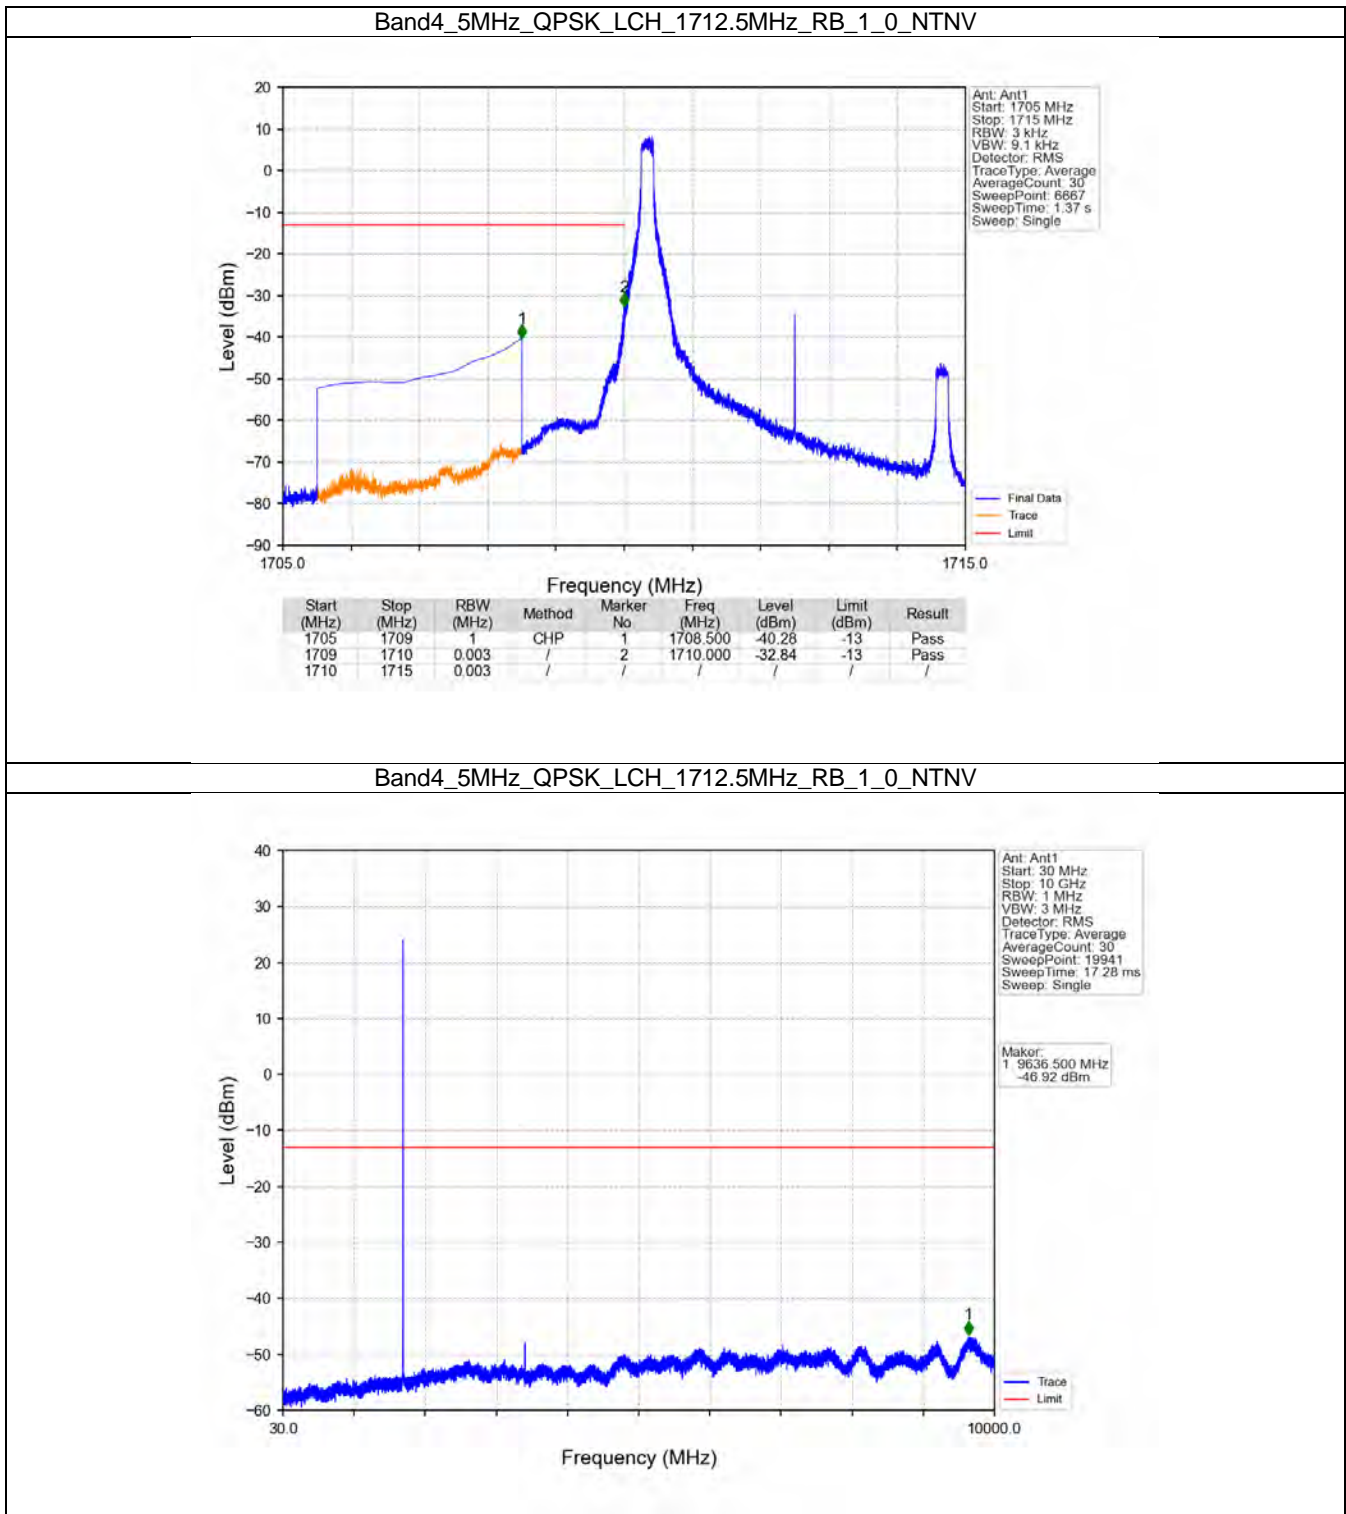 Band4_5MHz_QPSK_LCH_1712.5MHz_RB_1_0_NTNV
Ant: Ant1
Start: 1705 MHz
Stop: 1715 MHz
RBW: 3 kHz
VBW: 9.1 kHz
Detector: RMS
TraceType: Average
AverageCount: 30
SweepPoint: 6667
SweepTime: 1.37 s
Sweep: Single
20
10
0
−10
−20
−30
−40
−50
−60
−70
−80
−90
Level (dBm)
1
2
Final Data
Trace
Limit
1705.0 1715.0
Frequency (MHz)
Start (MHz) Stop (MHz) RBW (MHz) Method Marker No Freq (MHz) Level (dBm) Limit (dBm) Result
1705 1709 1 CHP 1 1708.500 -40.28 -13 Pass
1709 1710 0.003 / 2 1710.000 -32.84 -13 Pass
1710 1715 0.003 / / / / / /
Band4_5MHz_QPSK_LCH_1712.5MHz_RB_1_0_NTNV
Ant: Ant1
Start: 30 MHz
Stop: 10 GHz
RBW: 1 MHz
VBW: 3 MHz
Detector: RMS
TraceType: Average
AverageCount: 30
SweepPoint: 19941
SweepTime: 17.28 ms
Sweep: Single
Maker:
1 9636.500 MHz
-46.92 dBm
40
30
20
10
0
−10
−20
−30
−40
−50
−60
Level (dBm)
1
Trace
Limit
30.0 10000.0
Frequency (MHz)